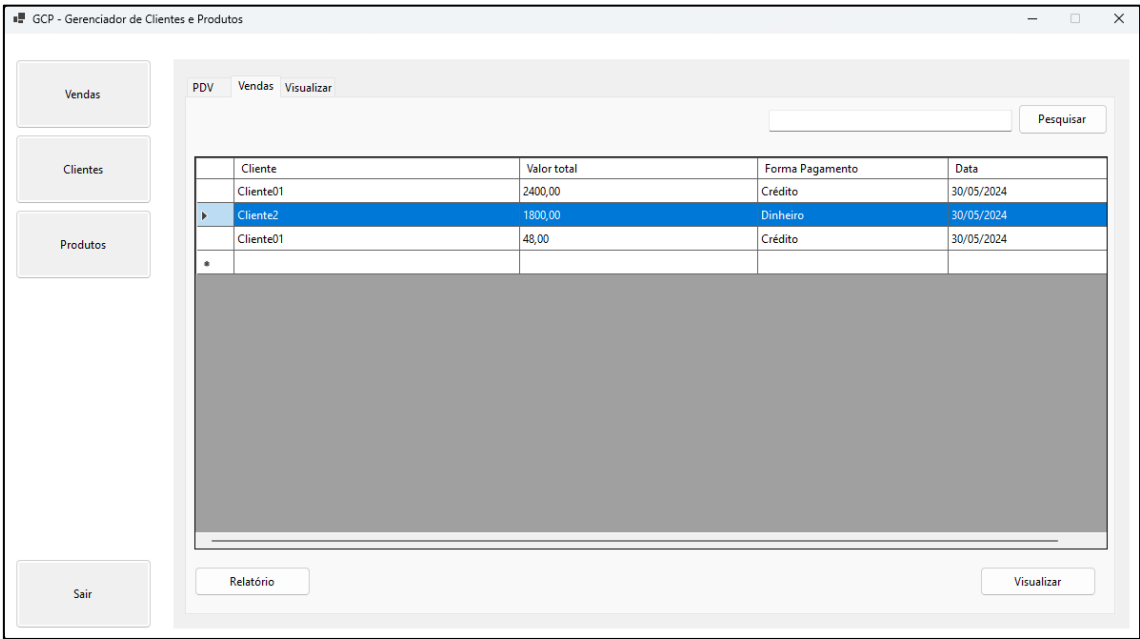 GCP - Gerenciador de Clientes e Produtos
Vendas
Clientes
Produtos
Sair
PDV Vendas Visualizar
Pesquisar
Cliente Valor total Forma Pagamento Data
Cliente01 2400,00 Crédito 30/05/2024
Cliente2 1800,00 Dinheiro 30/05/2024
Cliente01 48,00 Crédito 30/05/2024
*
Relatório Visualizar